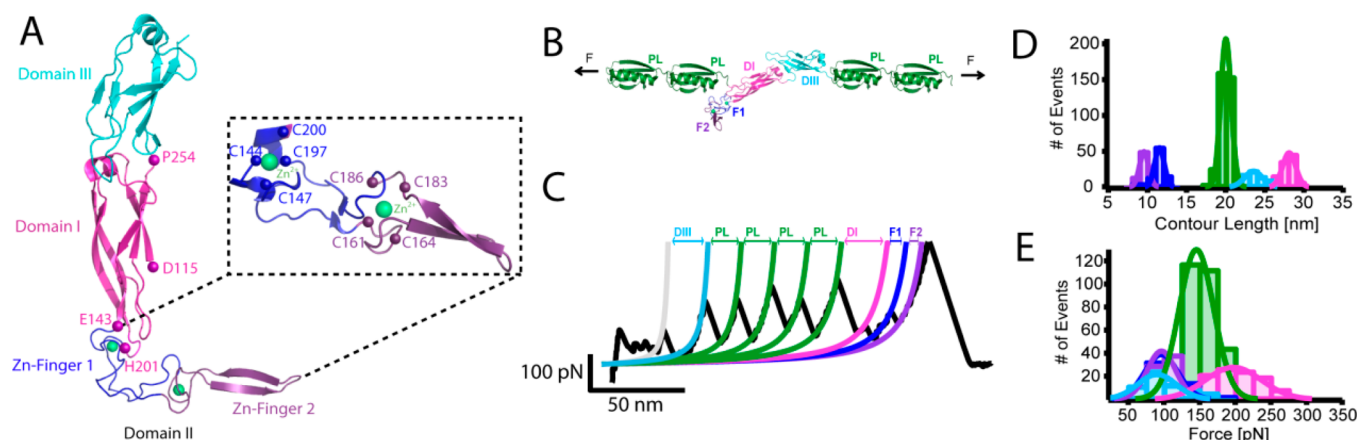 A
Domain III
P254
Domain I
D115
E143
Zn-Finger 1
H201
Zn-Finger 2
Domain II
C200
C144
C197
Zn2+
C147
C186
C183
Zn2+
C161
C164
B
F
PL
PL
DI
DIII
PL
PL
F
F2
F1
C
DIII
PL
PL
PL
PL
DI
F1
F2
100 pN
50 nm
D
# of Events
200
150
100
50
0
5
10
15
20
25
30
35
Contour Length [nm]
E
# of Events
120
100
80
60
40
20
50
100
150
200
250
300
Force [pN]